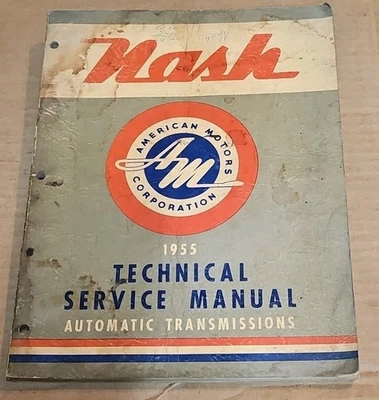 Nash
AMERICAN MOTORS
AM
CORPORATION
1955
TECHNICAL
SERVICE MANUAL
AUTOMATIC TRANSMISSIONS